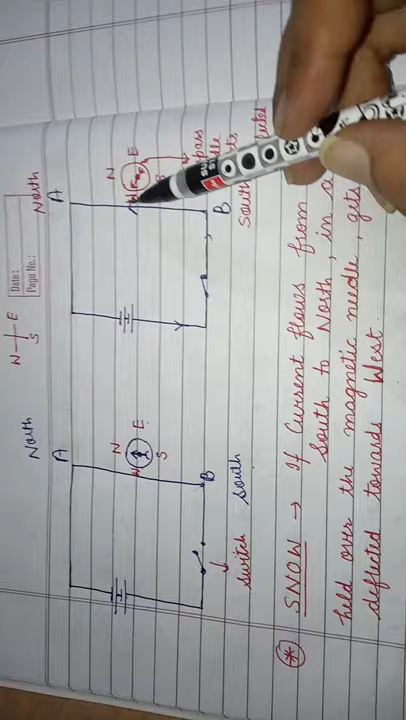 Date:
Page No.:
W E
S
North
A
N
E
W
S
B
Switch
South
North
A
N
E
B
South
* SNOW → If Current flows from
South to North, in a
held over the magnetic needle, gets
deflected towards West.